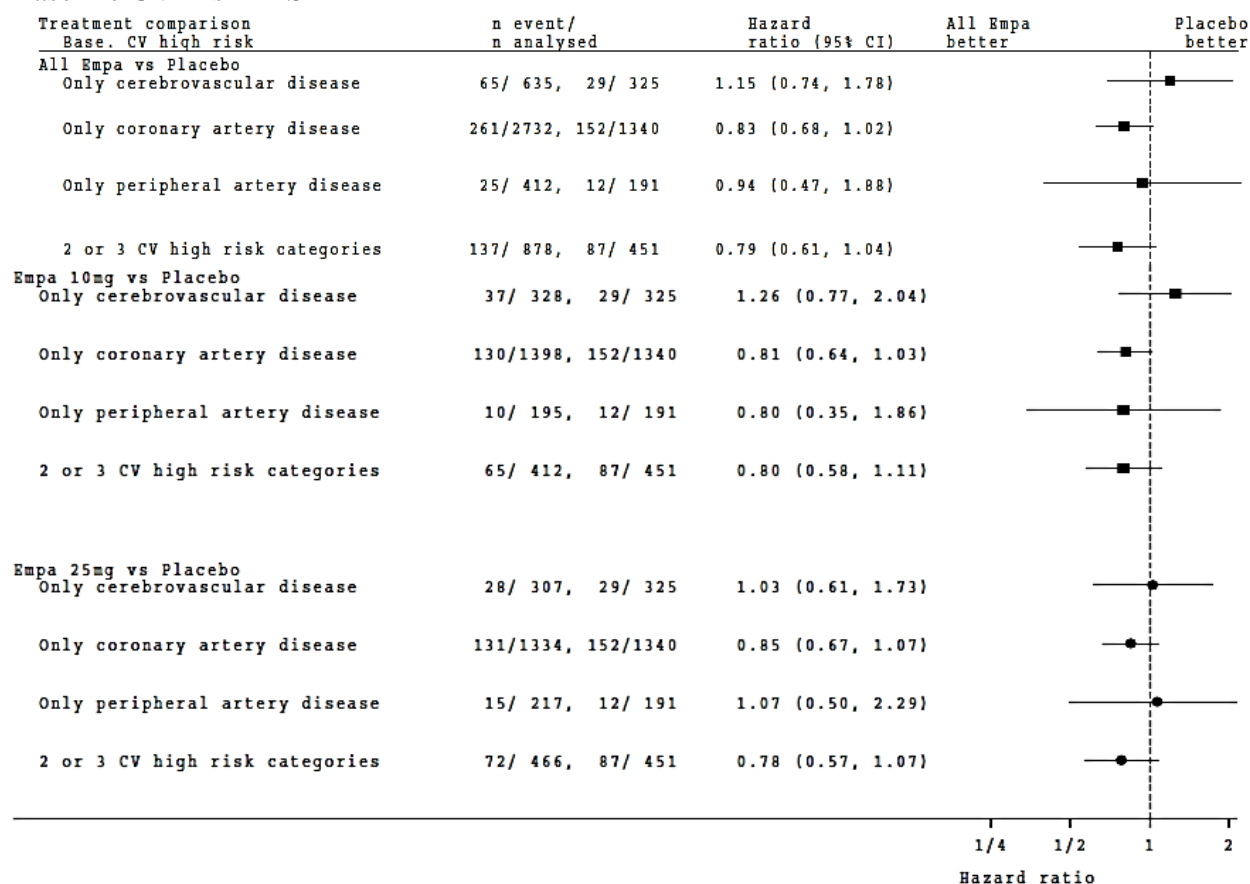 Treatment comparison n event/ Hazard All Empa Placebo
Base. CV high risk n analysed ratio (95% CI) better better
All Empa vs Placebo
Only cerebrovascular disease 65/ 635, 29/ 325 1.15 (0.74, 1.78)
Only coronary artery disease 261/2732, 152/1340 0.83 (0.68, 1.02)
Only peripheral artery disease 25/ 412, 12/ 191 0.94 (0.47, 1.88)
2 or 3 CV high risk categories 137/ 878, 87/ 451 0.79 (0.61, 1.04)
Empa 10mg vs Placebo
Only cerebrovascular disease 37/ 328, 29/ 325 1.26 (0.77, 2.04)
Only coronary artery disease 130/1398, 152/1340 0.81 (0.64, 1.03)
Only peripheral artery disease 10/ 195, 12/ 191 0.80 (0.35, 1.86)
2 or 3 CV high risk categories 65/ 412, 87/ 451 0.80 (0.58, 1.11)
Empa 25mg vs Placebo
Only cerebrovascular disease 28/ 307, 29/ 325 1.03 (0.61, 1.73)
Only coronary artery disease 131/1334, 152/1340 0.85 (0.67, 1.07)
Only peripheral artery disease 15/ 217, 12/ 191 1.07 (0.50, 2.29)
2 or 3 CV high risk categories 72/ 466, 87/ 451 0.78 (0.57, 1.07)
1/4 1/2 1 2
Hazard ratio